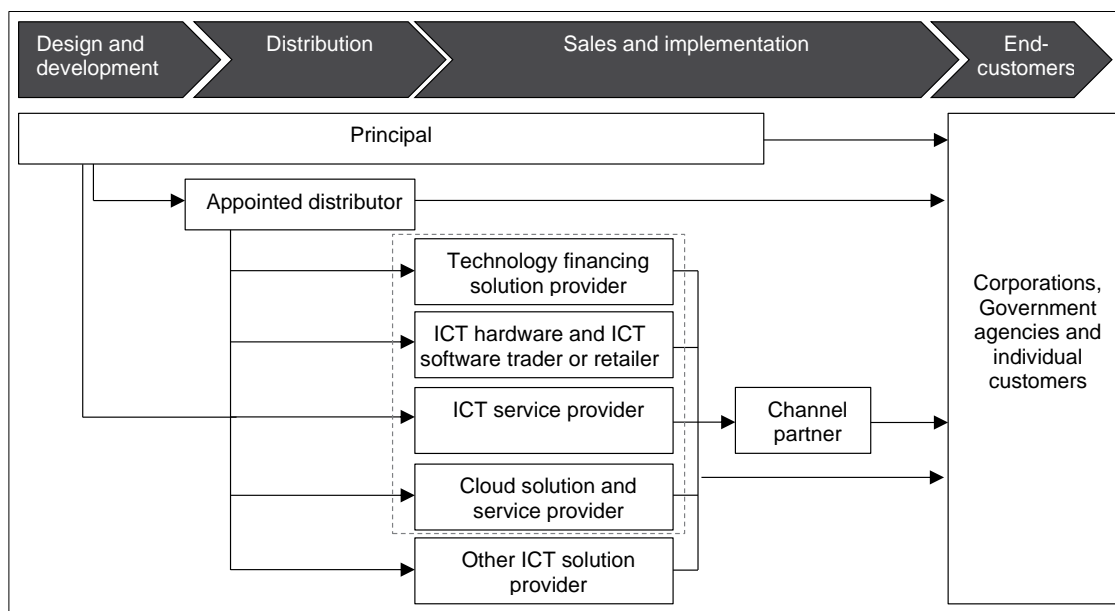 Design and
development
Distribution
Sales and implementation
End-
customers
Principal
Appointed distributor
Technology financing
solution provider
ICT hardware and ICT
software trader or retailer
ICT service provider
Cloud solution and
service provider
Other ICT solution
provider
Channel
partner
Corporations,
Government
agencies and
individual
customers